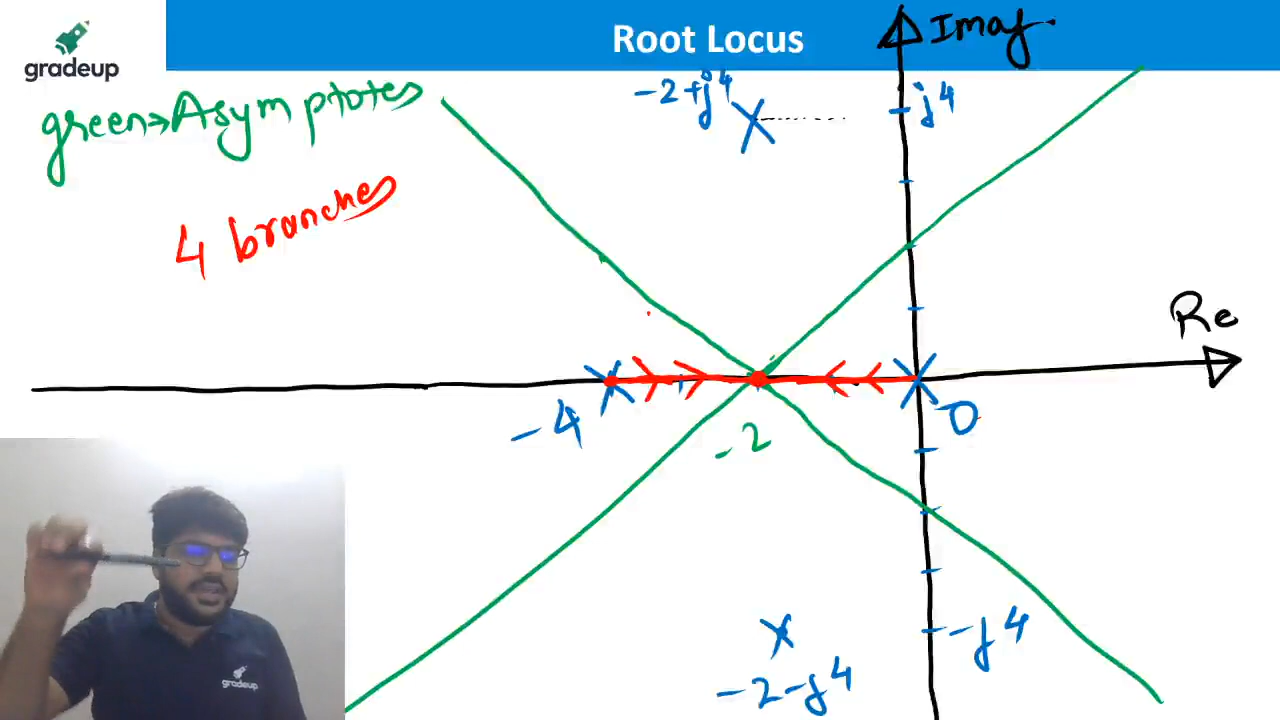 gradeup
Root Locus
Imag.
green→Asymptotes
-2+j4
j4
4 branches
Re
-4
-2
0
-j4
-2-j4
gradeup